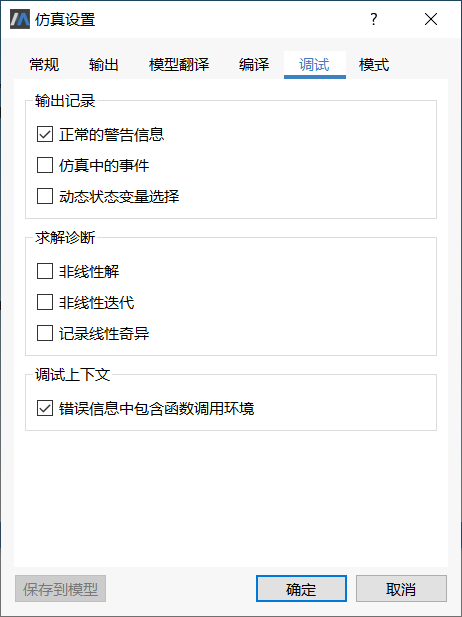 仿真设置
常规 输出 模型翻译 编译 调试 模式
输出记录
正常的警告信息
仿真中的事件
动态状态变量选择
求解诊断
非线性解
非线性迭代
记录线性奇异
调试上下文
错误信息中包含函数调用环境
保存到模型 确定 取消